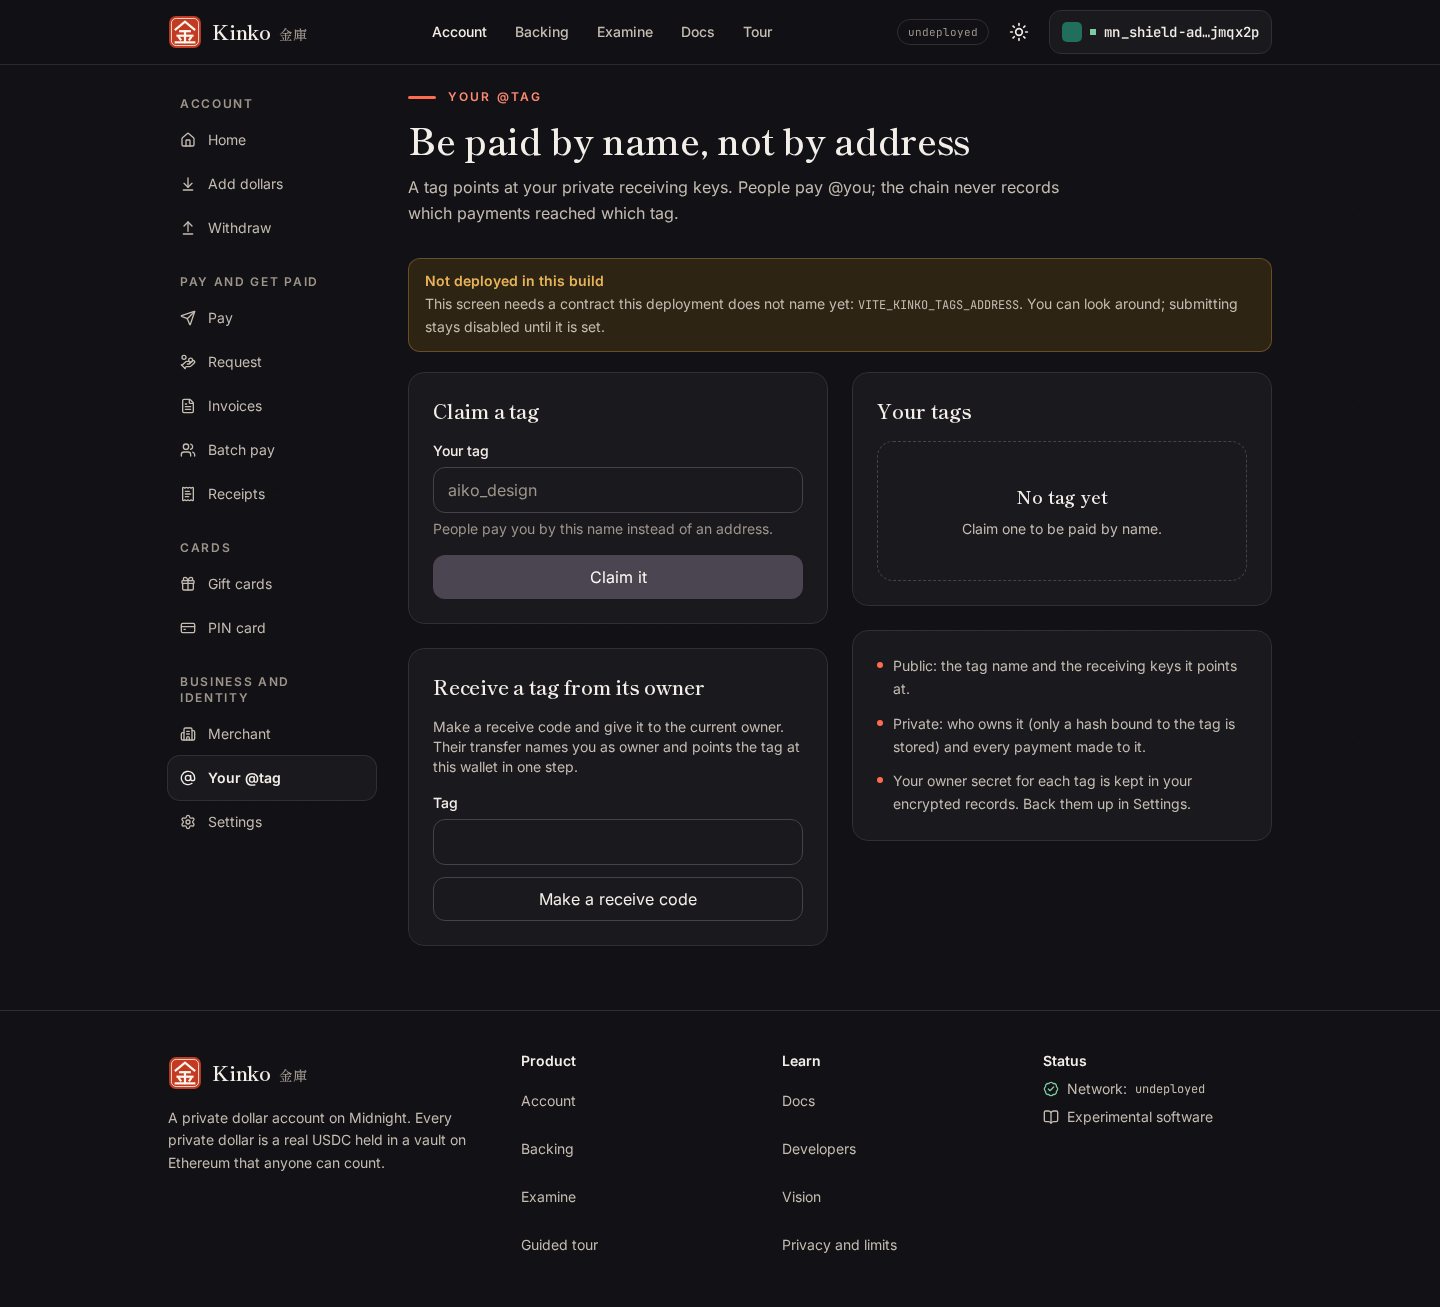 金 Kinko 金庫
Account
Backing
Examine
Docs
Tour
undeployed
mn_shield-ad…jmqx2p
ACCOUNT
Home
Add dollars
Withdraw
PAY AND GET PAID
Pay
Request
Invoices
Batch pay
Receipts
CARDS
Gift cards
PIN card
BUSINESS AND
IDENTITY
Merchant
Your @tag
Settings
YOUR @TAG
Be paid by name, not by address
A tag points at your private receiving keys. People pay @you; the chain never records
which payments reached which tag.
Not deployed in this build
This screen needs a contract this deployment does not name yet: VITE_KINKO_TAGS_ADDRESS. You can look around; submitting
stays disabled until it is set.
Claim a tag
Your tag
aiko_design
People pay you by this name instead of an address.
Claim it
Receive a tag from its owner
Make a receive code and give it to the current owner.
Their transfer names you as owner and points the tag at
this wallet in one step.
Tag
Make a receive code
Your tags
No tag yet
Claim one to be paid by name.
Public: the tag name and the receiving keys it points
at.
Private: who owns it (only a hash bound to the tag is
stored) and every payment made to it.
Your owner secret for each tag is kept in your
encrypted records. Back them up in Settings.
金 Kinko 金庫
A private dollar account on Midnight. Every
private dollar is a real USDC held in a vault on
Ethereum that anyone can count.
Product
Account
Backing
Examine
Guided tour
Learn
Docs
Developers
Vision
Privacy and limits
Status
Network: undeployed
Experimental software